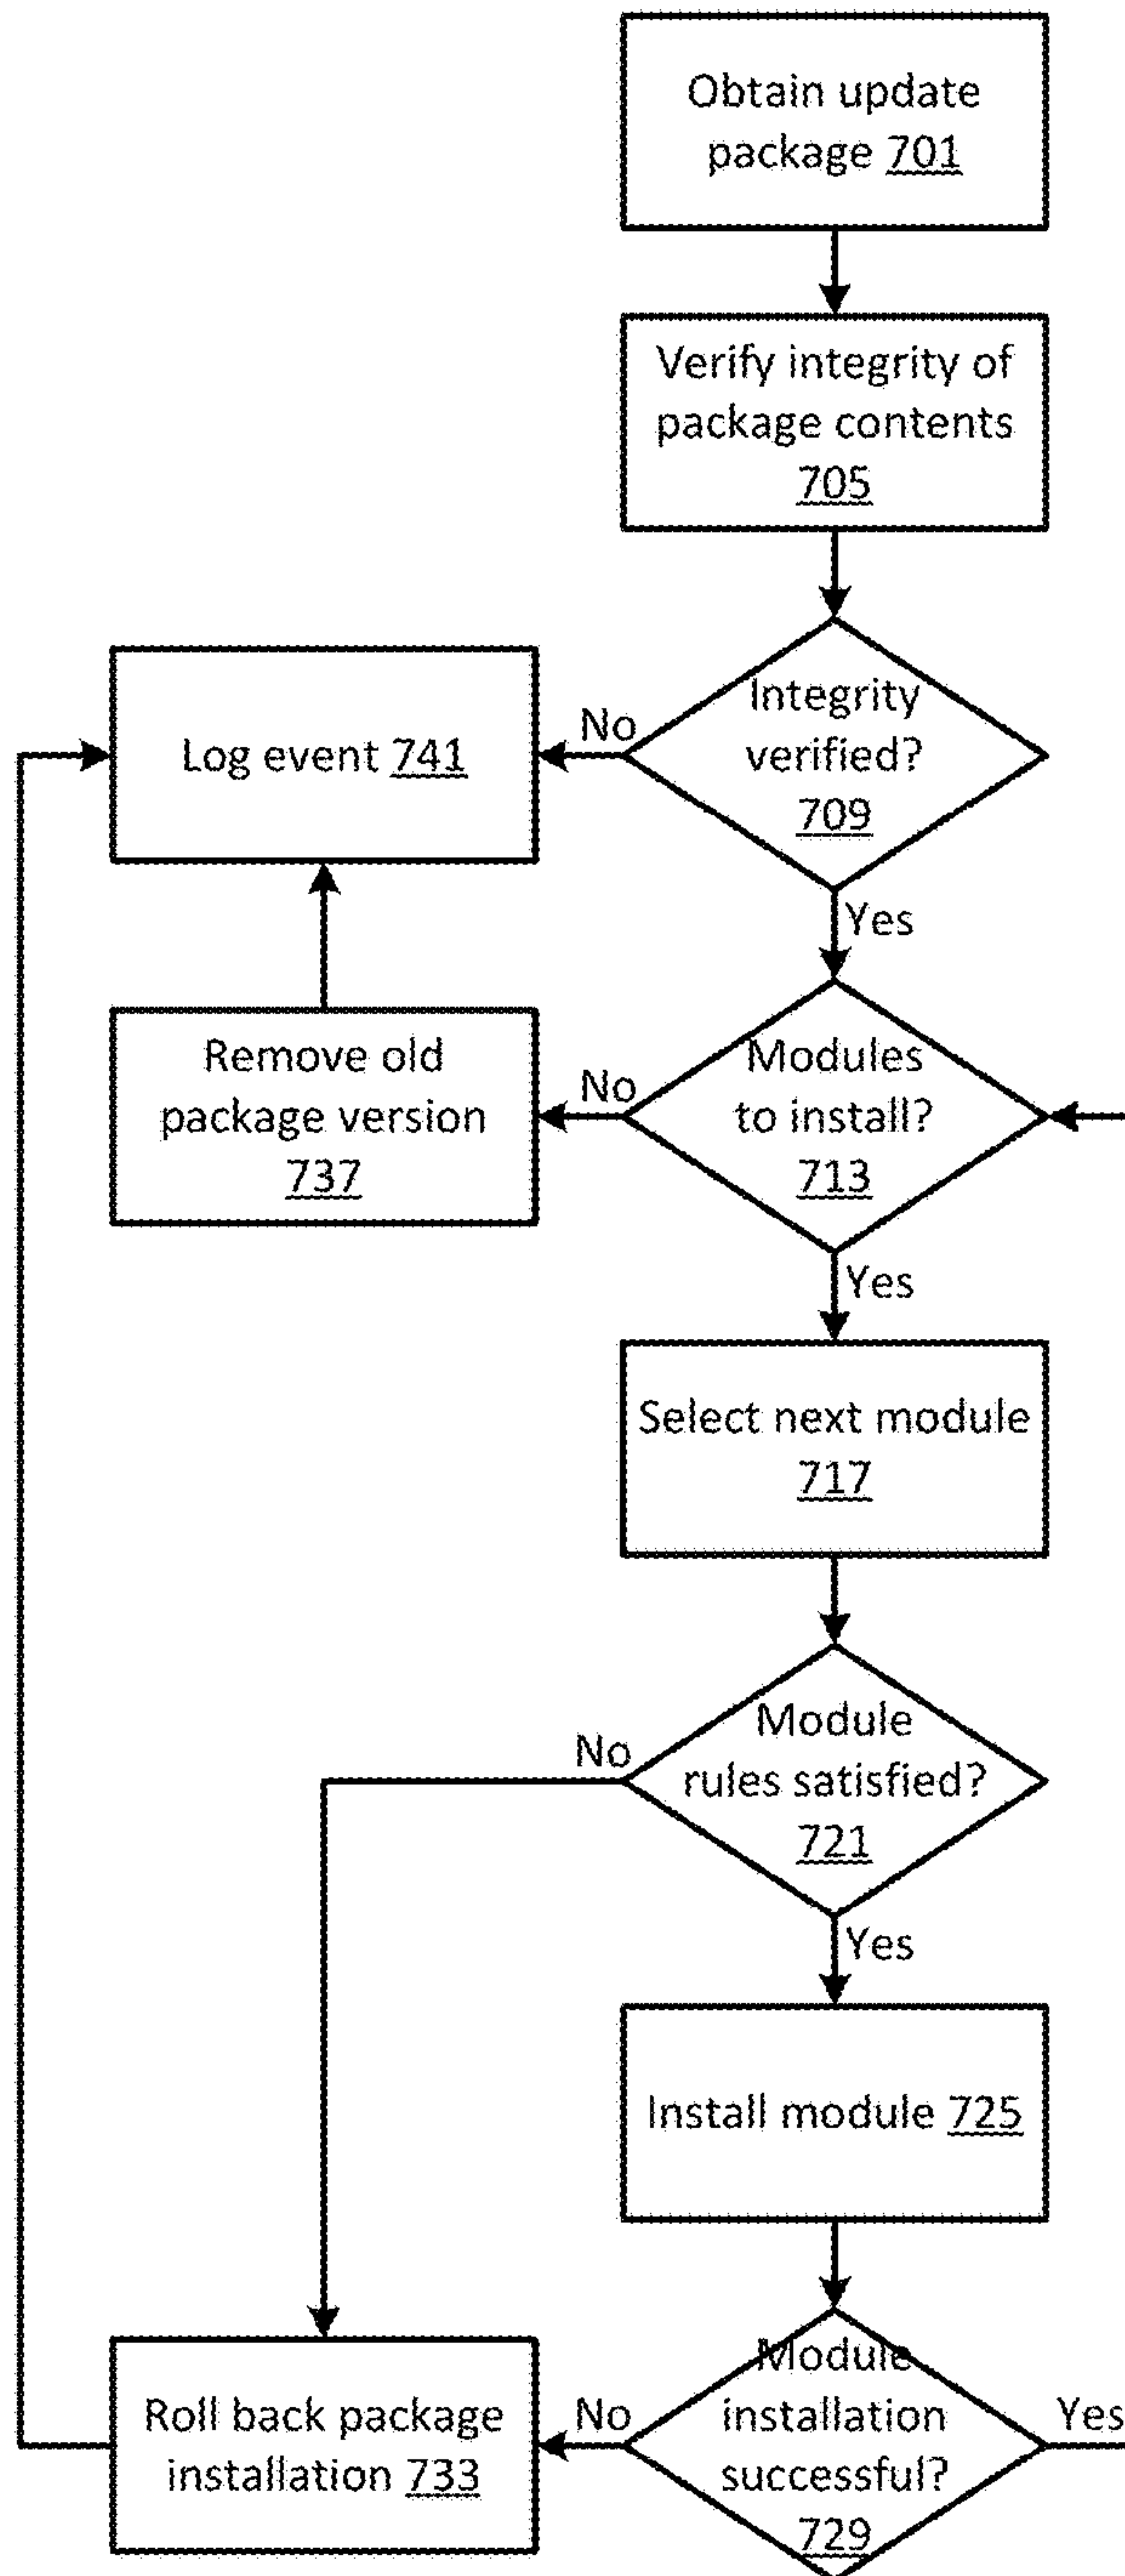 Obtain update
package 701
Verify integrity of
package contents
705
Integrity
verified?
709
No
Log event 741
Yes
Modules
to install?
713
No
Remove old
package version
737
Yes
Select next module
717
Module
rules satisfied?
721
No
Yes
Install module 725
Module
installation
successful?
729
No
Yes
Roll back package
installation 733